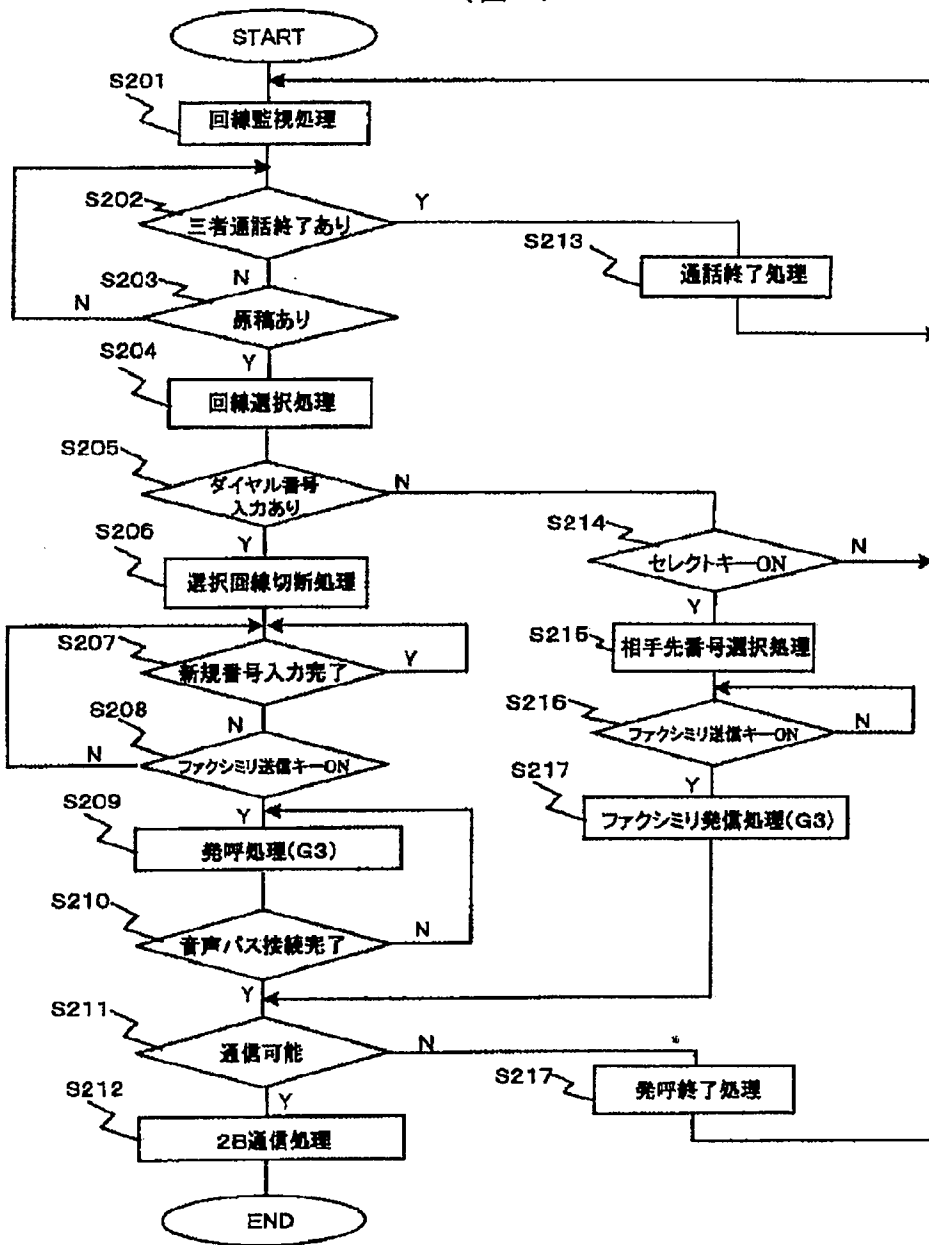 START
S201
回線監視処理
S202
三者通話終了あり
Y
N
S213
通話終了処理
S203
原稿あり
N
Y
S204
回線選択処理
S205
ダイヤル番号
入力あり
N
Y
S214
セレクトキーON
N
Y
S206
選択回線切断処理
S215
相手先番号選択処理
S207
新規番号入力完了
Y
N
S216
ファクシミリ送信キーON
N
Y
S208
ファクシミリ送信キーON
N
Y
S217
ファクシミリ発信処理(G3)
S209
発呼処理(G3)
S210
音声パス接続完了
N
Y
S211
通信可能
N
Y
S217
発呼終了処理
S212
2B通信処理
END